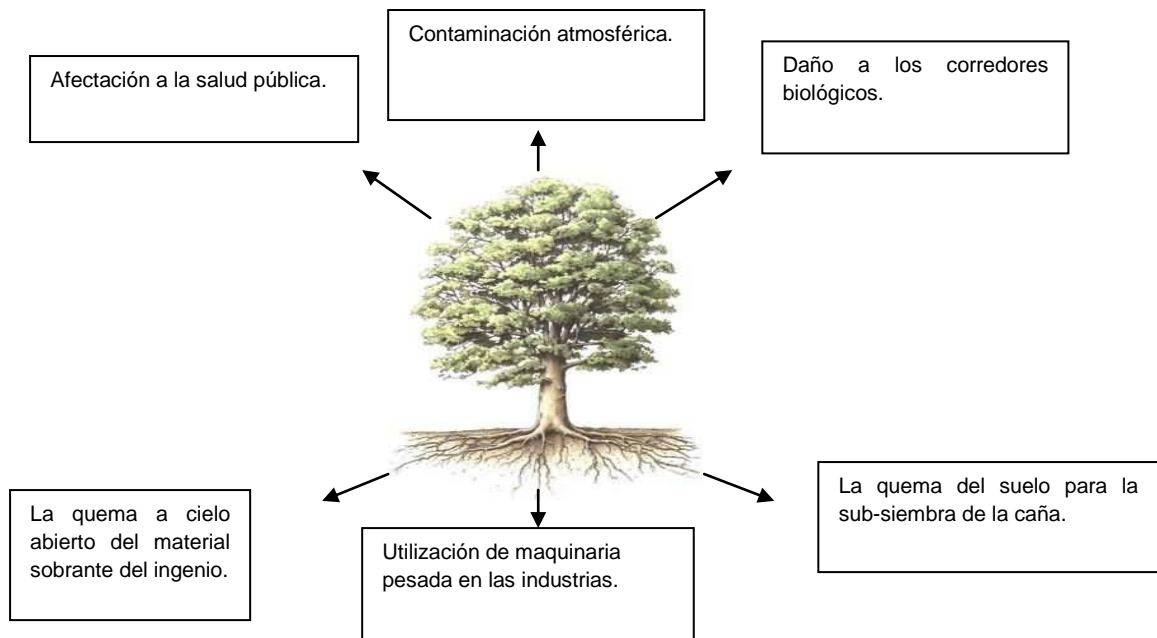 Contaminación atmosférica.
Afectación a la salud pública.
Daño a los corredores
biológicos.
La quema a cielo
abierto del material
sobrante del ingenio.
Utilización de maquinaria
pesada en las industrias.
La quema del suelo para la
sub-siembra de la caña.